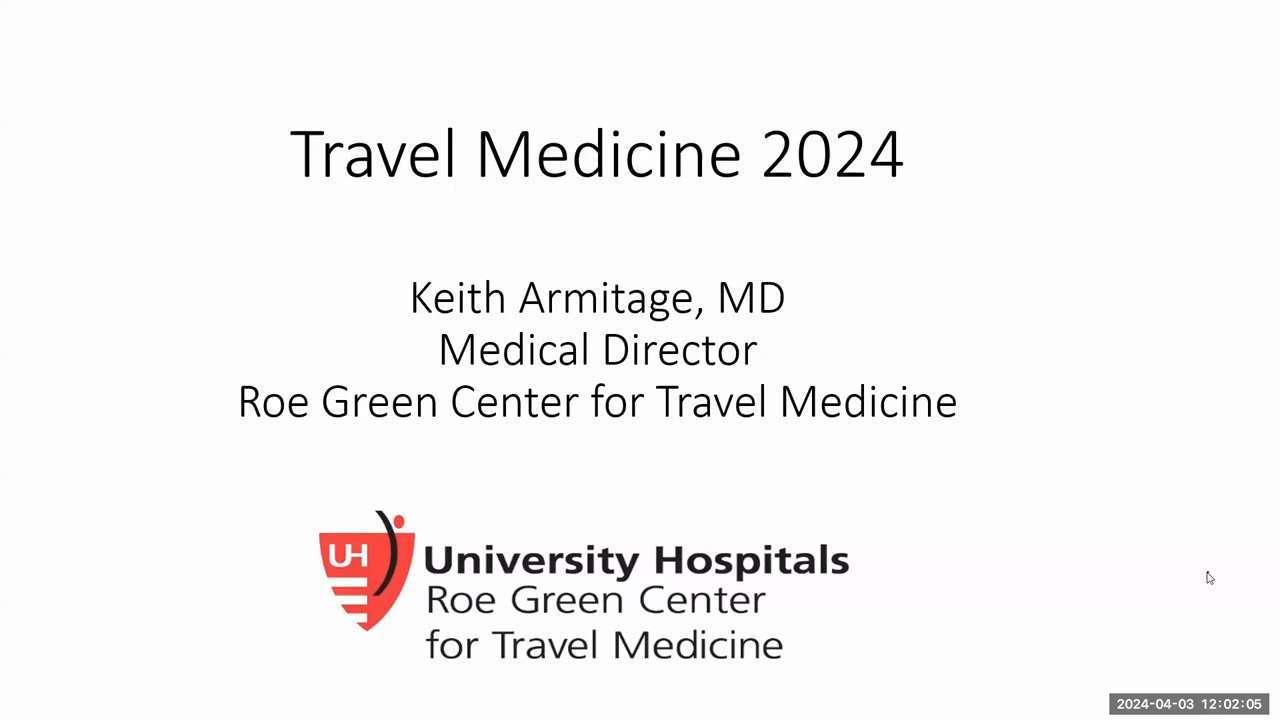 Travel Medicine 2024
Keith Armitage, MD
Medical Director
Roe Green Center for Travel Medicine
UH
University Hospitals
Roe Green Center
for Travel Medicine
2024-04-03 12:02:05